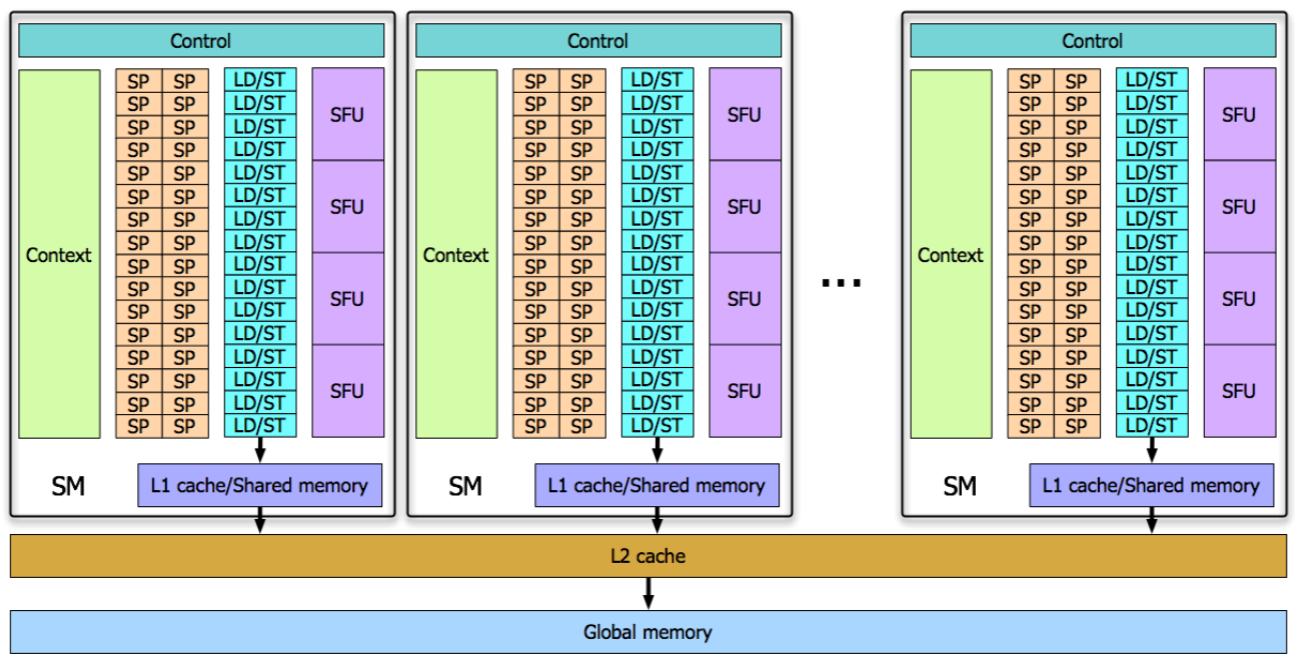 Control Control Control
SP SP LD/ST SP SP LD/ST SP SP LD/ST
SP SP LD/ST SFU SP SP LD/ST SFU SP SP LD/ST SFU
SP SP LD/ST SP SP LD/ST SP SP LD/ST
SP SP LD/ST SP SP LD/ST SP SP LD/ST
SP SP LD/ST SP SP LD/ST SP SP LD/ST
SP SP LD/ST SFU SP SP LD/ST SFU SP SP LD/ST SFU
SP SP LD/ST SP SP LD/ST SP SP LD/ST
SP SP LD/ST SP SP LD/ST SP SP LD/ST
Context SP SP LD/ST Context SP SP LD/ST ... Context SP SP LD/ST
SP SP LD/ST SFU SP SP LD/ST SFU SP SP LD/ST SFU
SP SP LD/ST SP SP LD/ST SP SP LD/ST
SP SP LD/ST SP SP LD/ST SP SP LD/ST
SP SP LD/ST SP SP LD/ST SP SP LD/ST
SP SP LD/ST SFU SP SP LD/ST SFU SP SP LD/ST SFU
SP SP LD/ST SP SP LD/ST SP SP LD/ST
SP SP LD/ST SP SP LD/ST SP SP LD/ST
SM L1 cache/Shared memory SM L1 cache/Shared memory SM L1 cache/Shared memory
L2 cache
Global memory